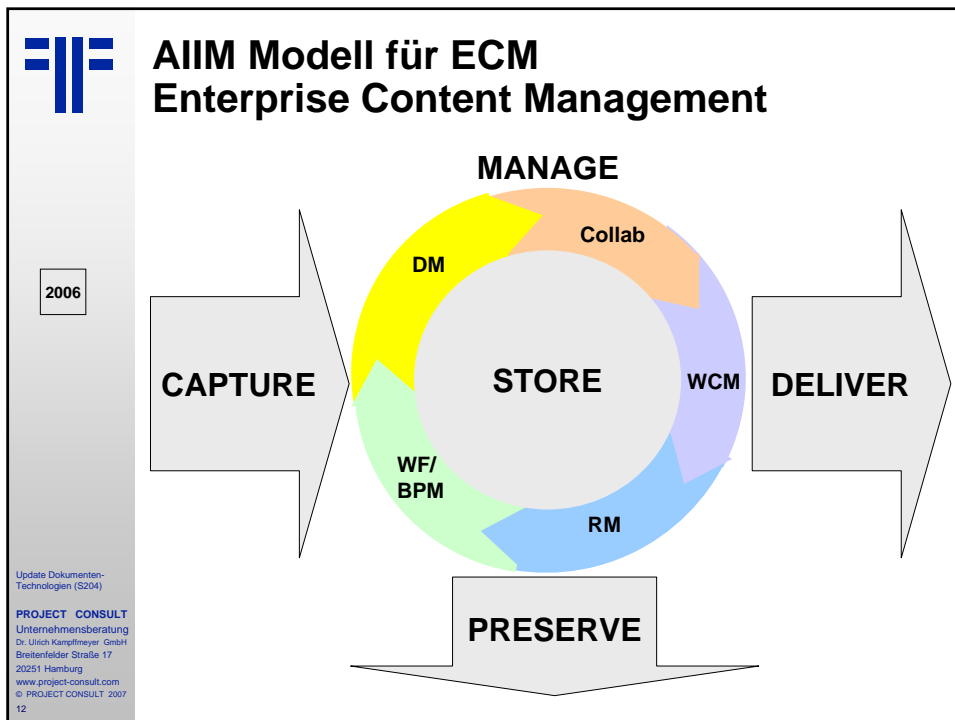 AIIM Modell für ECM
Enterprise Content Management
MANAGE
Collab
DM
2006
CAPTURE
STORE
WCM
DELIVER
WF/
BPM
RM
PRESERVE
Update Dokumenten-
Technologien (S204)
PROJECT CONSULT
Unternehmensberatung
Dr. Ulrich Kampffmeyer GmbH
Breitenfelder Straße 17
20251 Hamburg
www.project-consult.com
© PROJECT CONSULT 2007
12